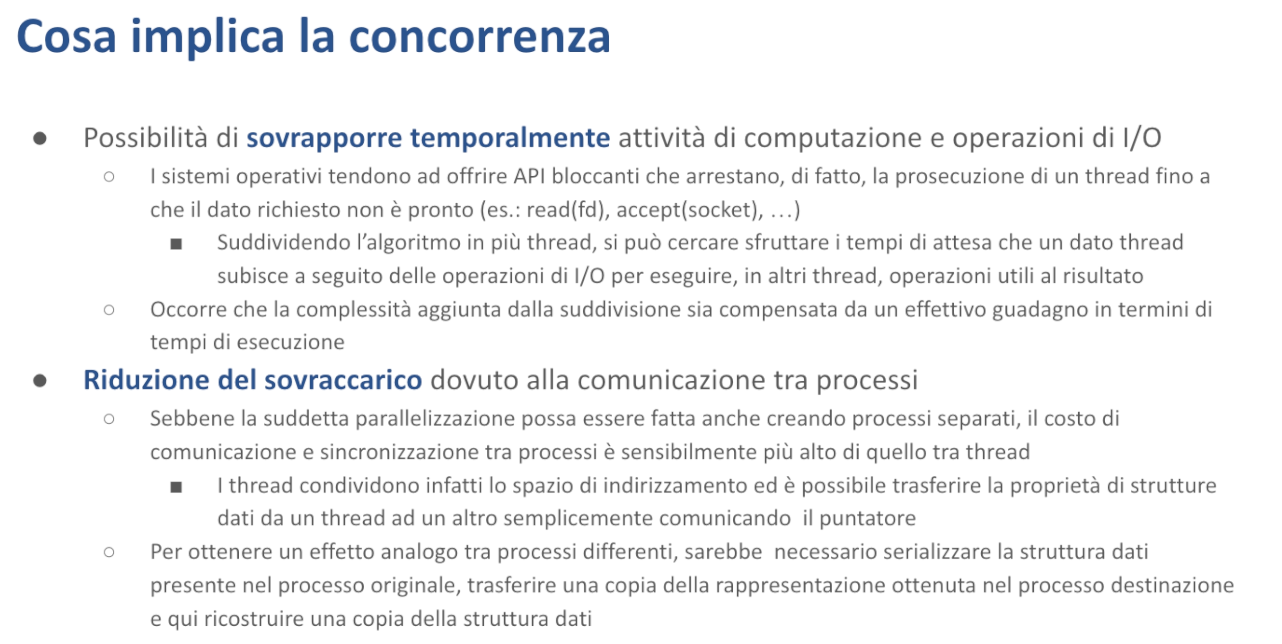 Cosa implica la concorrenza
● Possibilità di sovrapporre temporalmente attività di computazione e operazioni di I/O
○ I sistemi operativi tendono ad offrire API bloccanti che arrestano, di fatto, la prosecuzione di un thread fino a
che il dato richiesto non è pronto (es.: read(fd), accept(socket), …)
■ Suddividendo l’algoritmo in più thread, si può cercare sfruttare i tempi di attesa che un dato thread
subisce a seguito delle operazioni di I/O per eseguire, in altri thread, operazioni utili al risultato
○ Occorre che la complessità aggiunta dalla suddivisione sia compensata da un effettivo guadagno in termini di
tempi di esecuzione
● Riduzione del sovraccarico dovuto alla comunicazione tra processi
○ Sebbene la suddetta parallelizzazione possa essere fatta anche creando processi separati, il costo di
comunicazione e sincronizzazione tra processi è sensibilmente più alto di quello tra thread
■ I thread condividono infatti lo spazio di indirizzamento ed è possibile trasferire la proprietà di strutture
dati da un thread ad un altro semplicemente comunicando il puntatore
○ Per ottenere un effetto analogo tra processi differenti, sarebbe necessario serializzare la struttura dati
presente nel processo originale, trasferire una copia della rappresentazione ottenuta nel processo destinazione
e qui ricostruire una copia della struttura dati